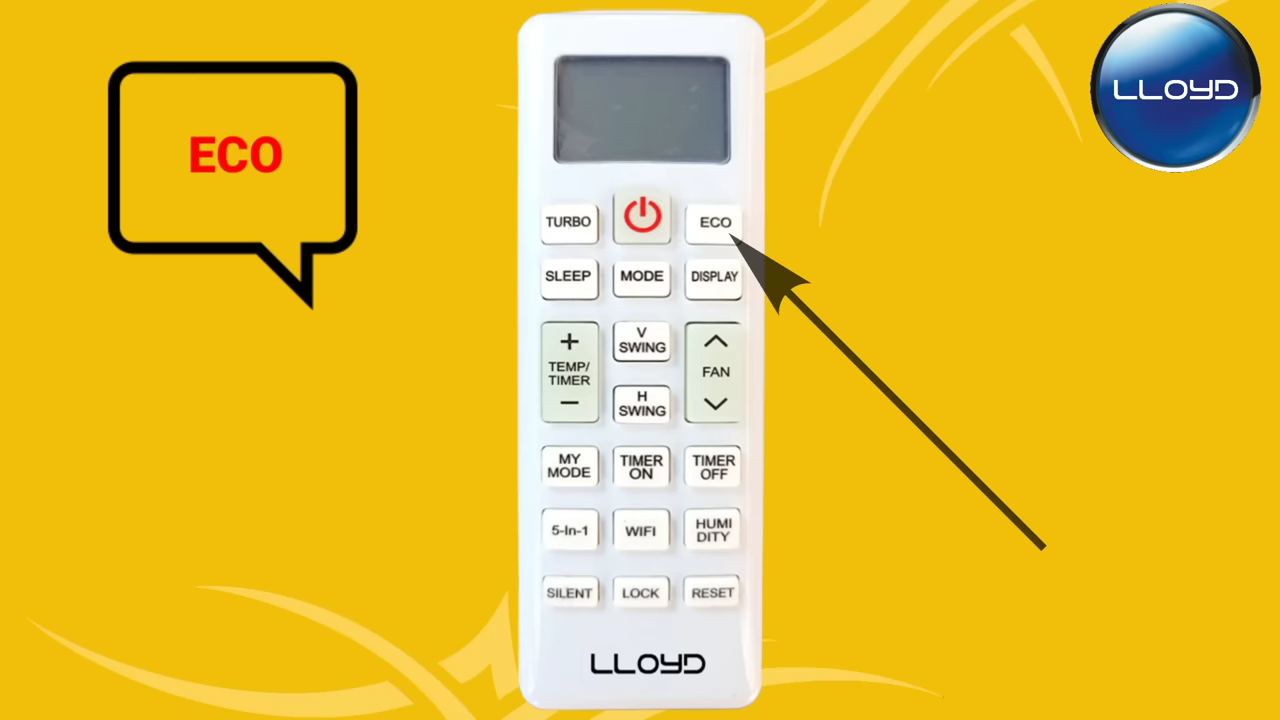 LLOYD
ECO
TURBO
ECO
SLEEP
MODE
DISPLAY
+
TEMP/
TIMER
−
V
SWING
H
SWING
FAN
MY
MODE
TIMER
ON
TIMER
OFF
5-In-1
WIFI
HUMI
DITY
SILENT
LOCK
RESET
LLOYD